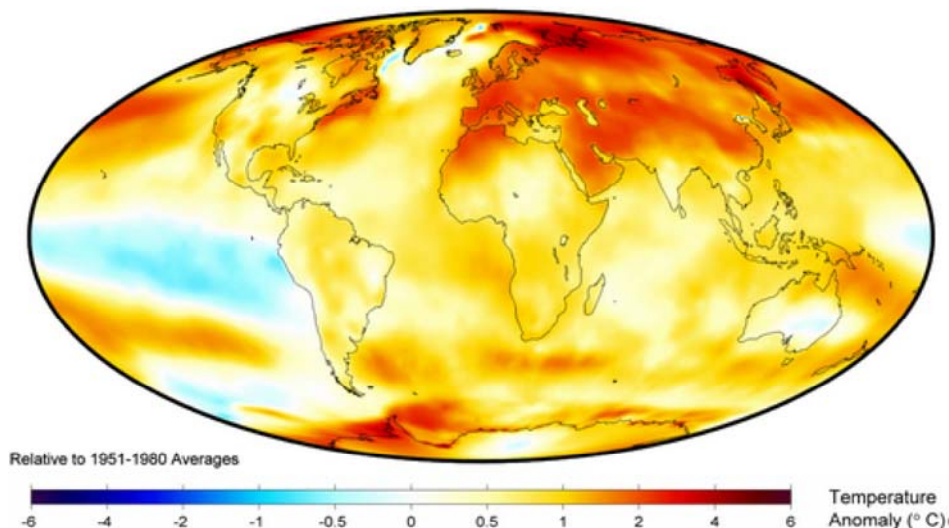 Relative to 1951-1980 Averages
-6 -4 -2 -1 -0.5 0 0.5 1 2 4 6
Temperature
Anomaly (° C)